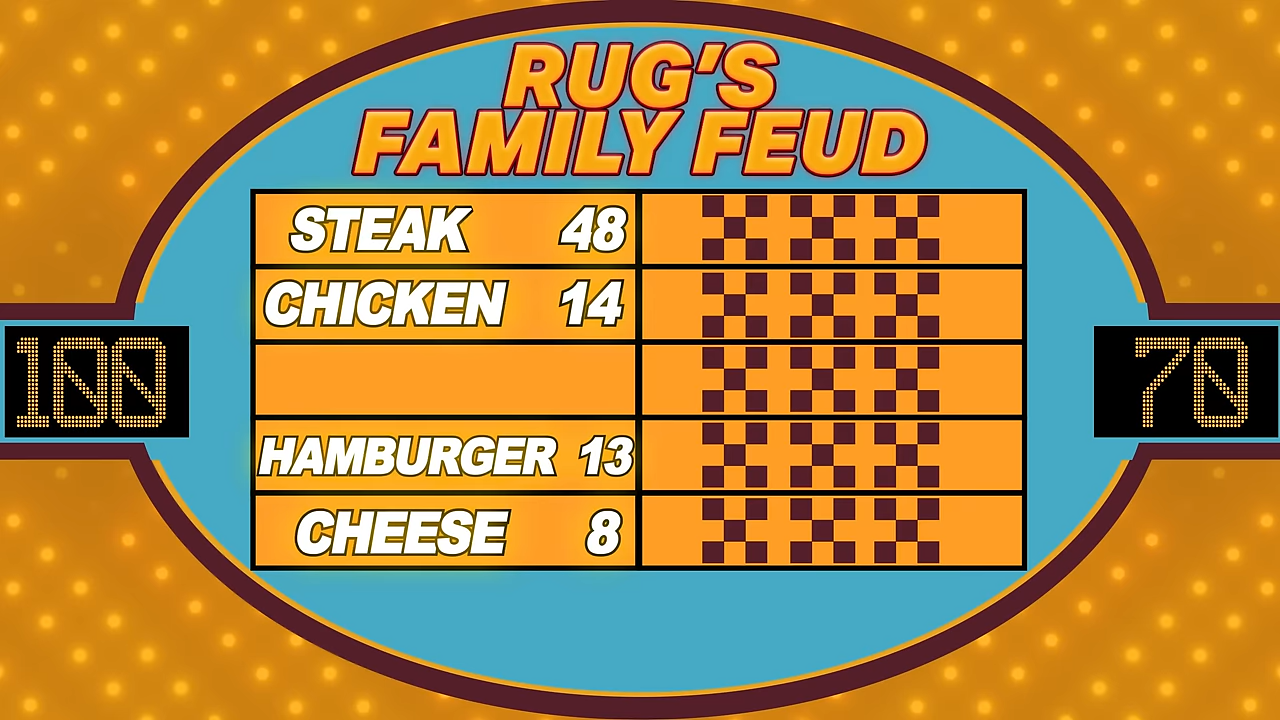 RUG'S
FAMILY FEUD
STEAK 48
CHICKEN 14
100
70
HAMBURGER 13
CHEESE 8